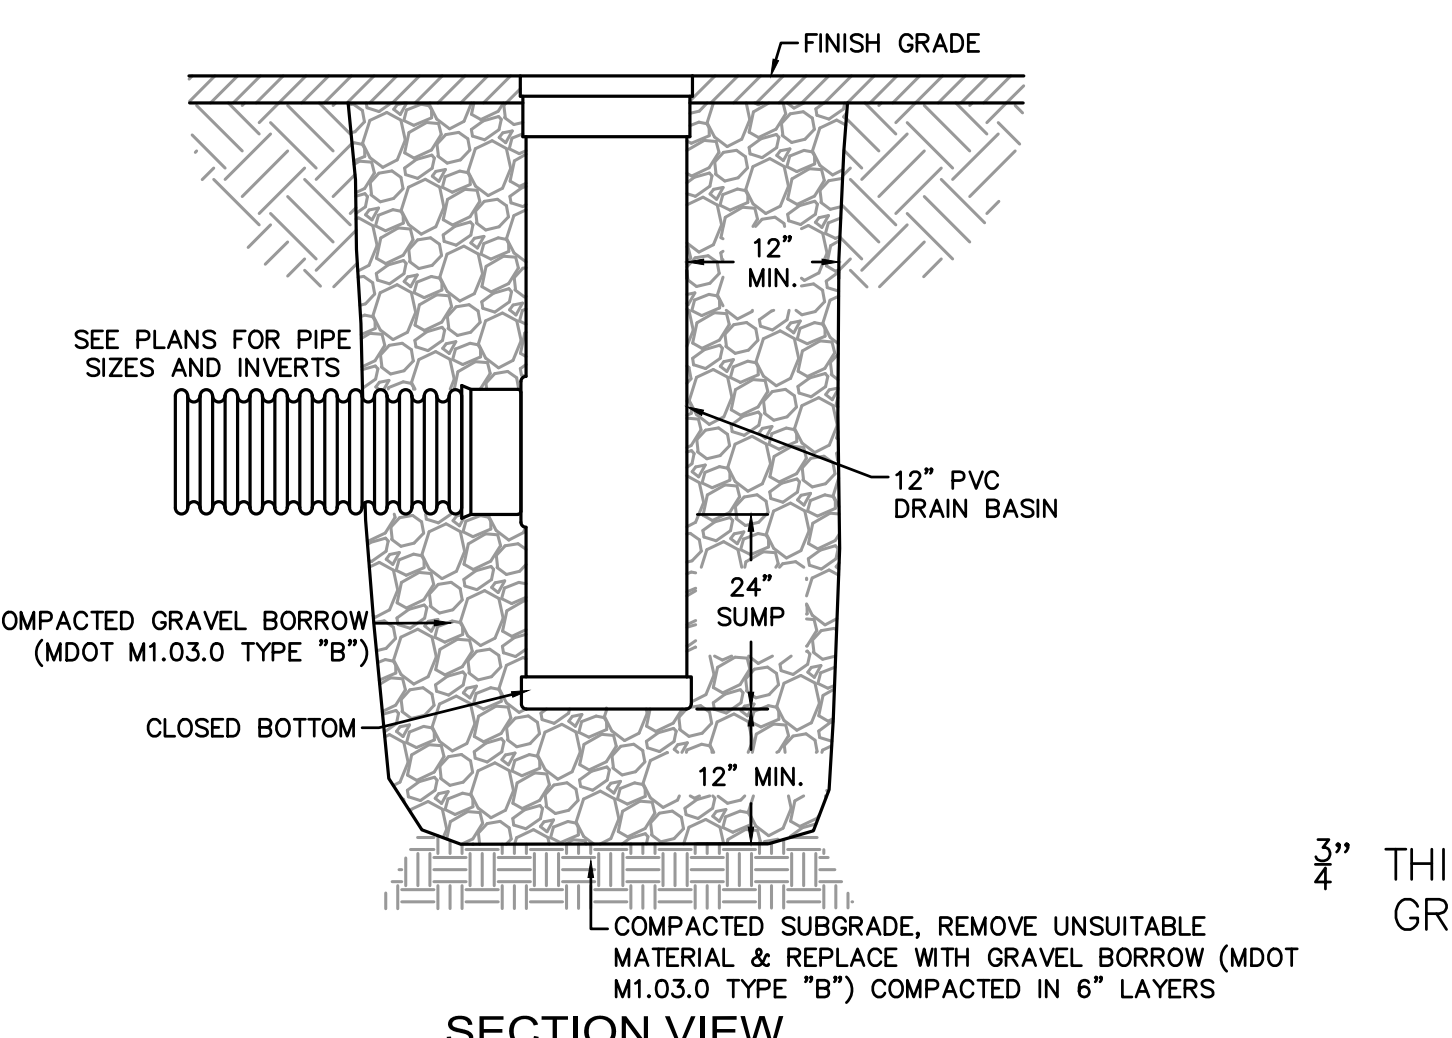 FINISH GRADE
12"
MIN.
SEE PLANS FOR PIPE
SIZES AND INVERTS
12" PVC
DRAIN BASIN
24"
SUMP
OMPACTED GRAVEL BORROW
(MDOT M1.03.0 TYPE "B")
CLOSED BOTTOM
12" MIN.
3/4" THI
GR
COMPACTED SUBGRADE, REMOVE UNSUITABLE
MATERIAL & REPLACE WITH GRAVEL BORROW (MDOT
M1.03.0 TYPE "B") COMPACTED IN 6" LAYERS
SECTION VIEW